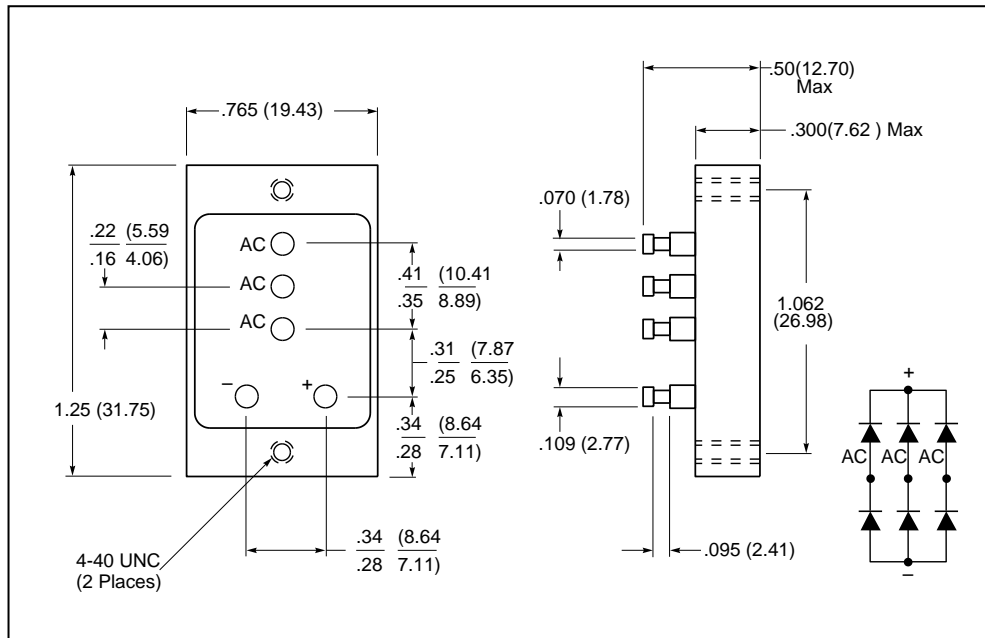 .50(12.70)
Max
.765 (19.43)
.300(7.62 ) Max
.070 (1.78)
.22 (5.59
.16 4.06)
AC
AC
AC
.41 (10.41
.35 8.89)
1.062
(26.98)
.31 (7.87
.25 6.35)
– +
1.25 (31.75)
.34 (8.64
.28 7.11)
.109 (2.77)
+
AC AC AC
–
4-40 UNC
(2 Places)
.34 (8.64
.28 7.11)
.095 (2.41)